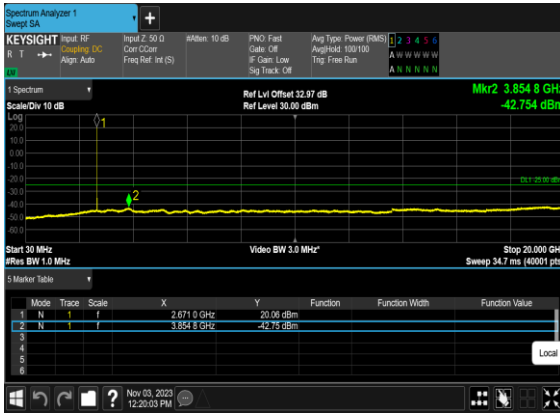 Spectrum Analyzer 1
Swept SA
KEYSIGHT Input: RF Input Z: 50 Ω #Atten: 10 dB PNO: Fast Avg Type: Power (RMS) 1 2 3 4 5 6
R T Coupling: DC Corr CCorr Gate: Off Avg|Hold: 100/100 A W W W W W
Align: Auto Freq Ref: Int (S) IF Gain: Low Trig: Free Run
Sig Track: Off A N N N N N
1 Spectrum Ref Lvl Offset 32.97 dB Mkr2 3.854 8 GHz
Scale/Div 10 dB Ref Level 30.00 dBm -42.754 dBm
Log
1
20.0
10.0
0.00
-10.0
-20.0
DL1 -25.00 dBm
-30.0
2
-40.0
-50.0
-60.0
Start 30 MHz Video BW 3.0 MHz* Stop 20.000 GHz
#Res BW 1.0 MHz Sweep 34.7 ms (40001 pts)
5 Marker Table
Mode Trace Scale X Y Function Function Width Function Value
1 N 1 f 2.671 0 GHz 20.06 dBm
2 N 1 f 3.854 8 GHz -42.75 dBm
3
4
5
6
Local
Nov 03, 2023
12:20:03 PM